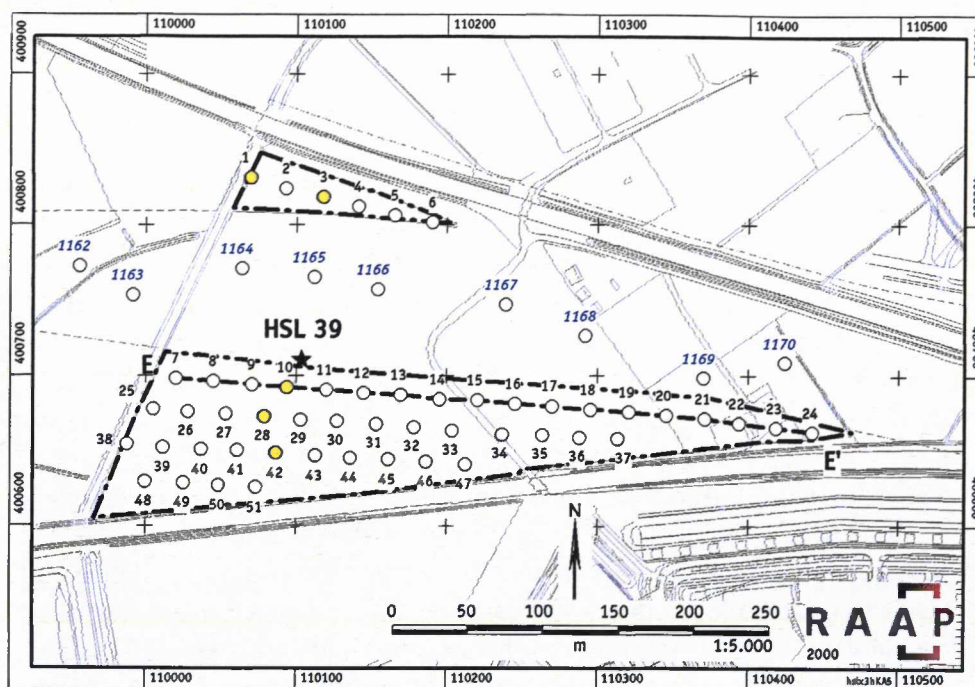 110000 110100 110200 110300 110400 110500
400900
400800
400700
400600
1 2 3 4 5 6
1162 1163 1164 1165 1166 1167 1168 1169 1170
HSL 39
E 7 8 9 10 11 12 13 14 15 16 17 18 19 20 21 22 23 24
E'
25 26 27 28 29 30 31 32 33 34 35 36 37
38 39 40 41 42 43 44 45 46 47
48 49 50 51
N
0 50 100 150 200 250
m 1:5.000
RAAP
2000
hslbc3hKA6
110000 110100 110200 110300 110400 110500